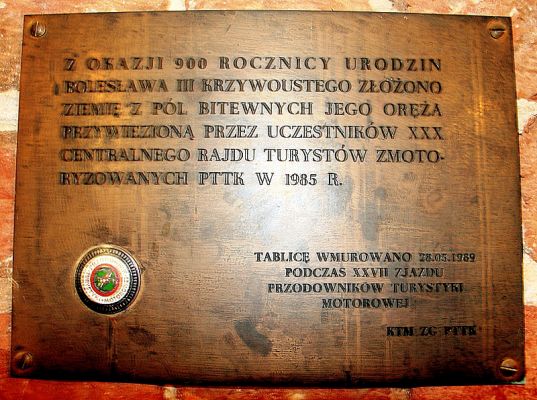 Z OKAZJI 900 ROCZNICY URODZIN
BOLESŁAWA III KRZYWOUSTEGO ZŁOŻONO
ZIEMIĘ Z PÓL BITEWNYCH JEGO ORĘŻA
PRZYWIEZIONĄ PRZEZ UCZESTNIKÓW XXX
CENTRALNEGO RAJDU TURYSTÓW ZMOTO-
RYZOWANYCH PTTK W 1985 R.
TABLICĘ WMUROWANO 28.05.1989
PODCZAS XXVII ZJAZDU
PRZODOWNIKÓW TURYSTYKI
MOTOROWEJ
KTM ZG PTTK